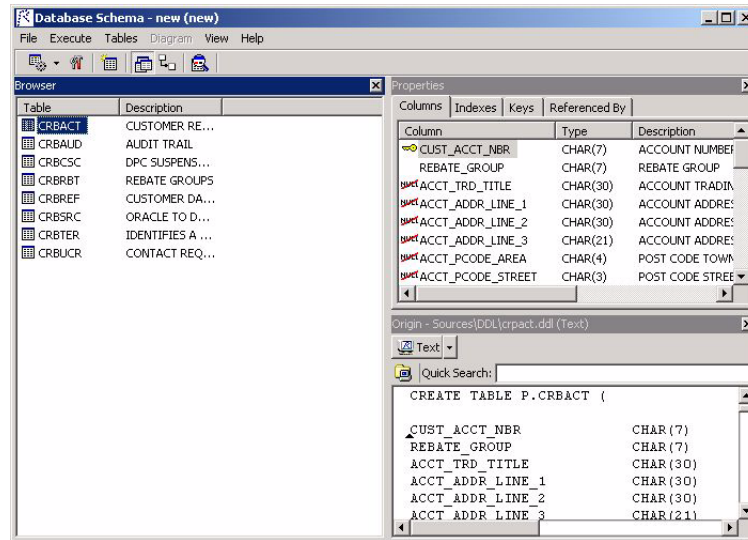 Database Schema - new (new)
File Execute Tables Diagram View Help
Browser
Table Description
CRBACT CUSTOMER RE...
CRBAUD AUDIT TRAIL
CRBCSC DPC SUSPENS...
CRBRBT REBATE GROUPS
CRBREF CUSTOMER DA...
CRBSRC ORACLE TO D...
CRBTER IDENTIFIES A ...
CRBUCR CONTACT REQ...
Properties
Columns Indexes Keys Referenced By
Column Type Description
CUST_ACCT_NBR CHAR(7) ACCOUNT NUMBER
REBATE_GROUP CHAR(7) REBATE GROUP
ACCT_TRD_TITLE CHAR(30) ACCOUNT TRADIN
ACCT_ADDR_LINE_1 CHAR(30) ACCOUNT ADDRES
ACCT_ADDR_LINE_2 CHAR(30) ACCOUNT ADDRES
ACCT_ADDR_LINE_3 CHAR(21) ACCOUNT ADDRES
ACCT_PCODE_AREA CHAR(4) POST CODE TOWN
ACCT_PCODE_STREET CHAR(3) POST CODE STREE
Origin - Sources\DDL\crpact.ddl (Text)
Text
Quick Search:
CREATE TABLE P.CRBACT (
CUST_ACCT_NBR CHAR(7)
REBATE_GROUP CHAR(7)
ACCT_TRD_TITLE CHAR(30)
ACCT_ADDR_LINE_1 CHAR(30)
ACCT_ADDR_LINE_2 CHAR(30)
ACCT_ADDR_LINE_3 CHAR(21)